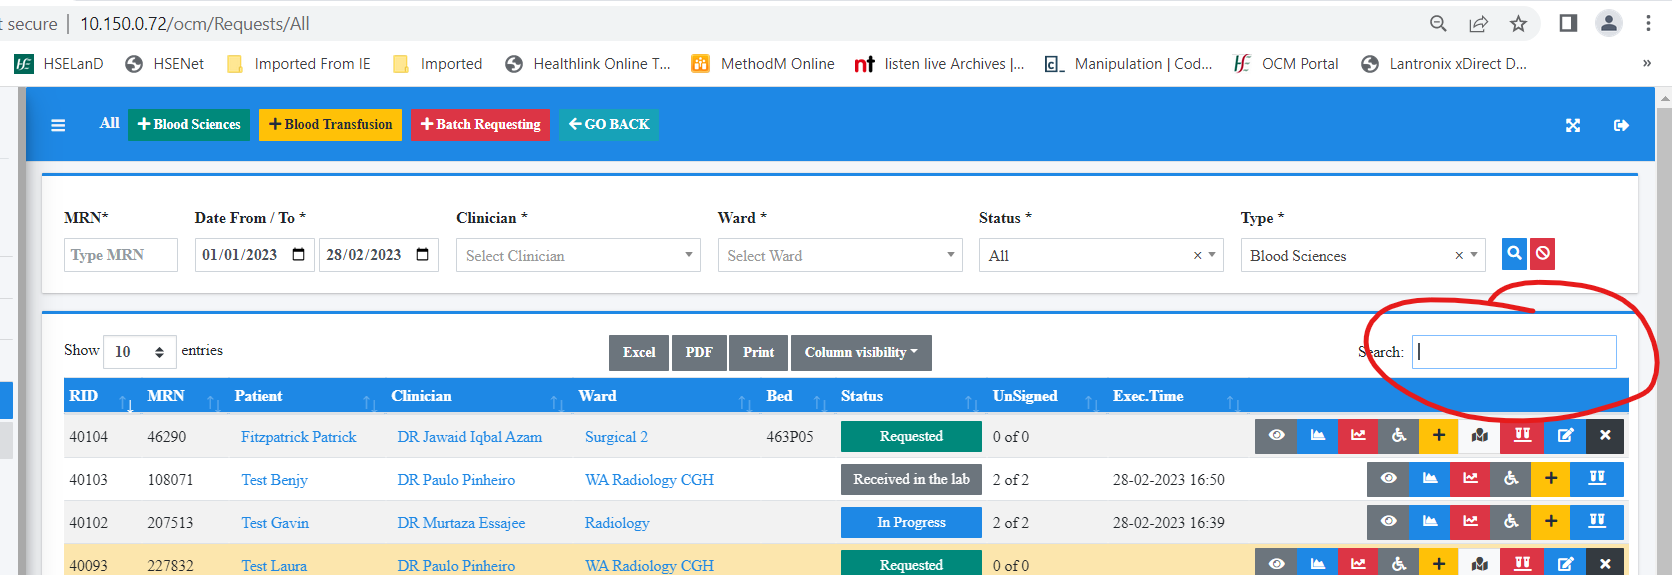 t secure | 10.150.0.72/ocm/Requests/All
HSELanD HSENet Imported From IE Imported Healthlink Online T... MethodM Online nt listen live Archives |... c_ Manipulation | Cod... OCM Portal Lantronix xDirect D... »
All + Blood Sciences + Blood Transfusion + Batch Requesting GO BACK
MRN* Date From / To * Clinician * Ward * Status * Type *
Type MRN 01/01/2023 28/02/2023 Select Clinician Select Ward All × Blood Sciences ×
Show 10 entries Excel PDF Print Column visibility Search:
RID MRN Patient Clinician Ward Bed Status UnSigned Exec.Time
40104 46290 Fitzpatrick Patrick DR Jawaid Iqbal Azam Surgical 2 463P05 Requested 0 of 0
40103 108071 Test Benjy DR Paulo Pinheiro WA Radiology CGH Received in the lab 2 of 2 28-02-2023 16:50
40102 207513 Test Gavin DR Murtaza Essajee Radiology In Progress 2 of 2 28-02-2023 16:39
40093 227832 Test Laura DR Paulo Pinheiro WA Radiology CGH Requested 0 of 0